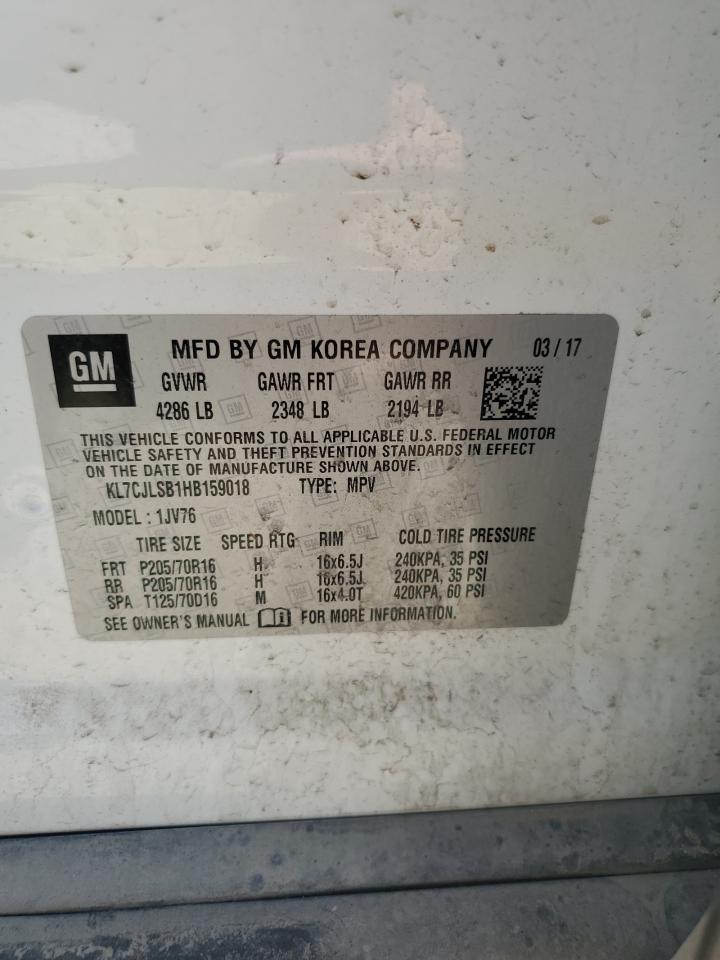 GM MFD BY GM KOREA COMPANY 03/17
GVWR GAWR FRT GAWR RR
4286 LB 2348 LB 2194 LB
THIS VEHICLE CONFORMS TO ALL APPLICABLE U.S. FEDERAL MOTOR
VEHICLE SAFETY AND THEFT PREVENTION STANDARDS IN EFFECT
ON THE DATE OF MANUFACTURE SHOWN ABOVE.
KL7CJLSB1HB159018 TYPE: MPV
MODEL: 1JV76
TIRE SIZE SPEED RTG RIM COLD TIRE PRESSURE
FRT P205/70R16 H 16x6.5J 240KPA, 35 PSI
RR P205/70R16 H 16x6.5J 240KPA, 35 PSI
SPA T125/70D16 M 16x4.0T 420KPA, 60 PSI
SEE OWNER'S MANUAL FOR MORE INFORMATION.